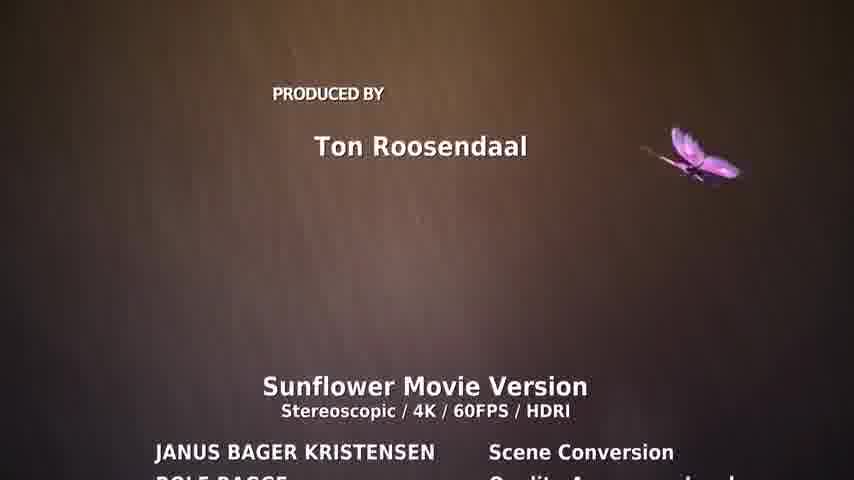 PRODUCED BY
Ton Roosendaal
Sunflower Movie Version
Stereoscopic / 4K / 60FPS / HDRI
JANUS BAGER KRISTENSEN Scene Conversion